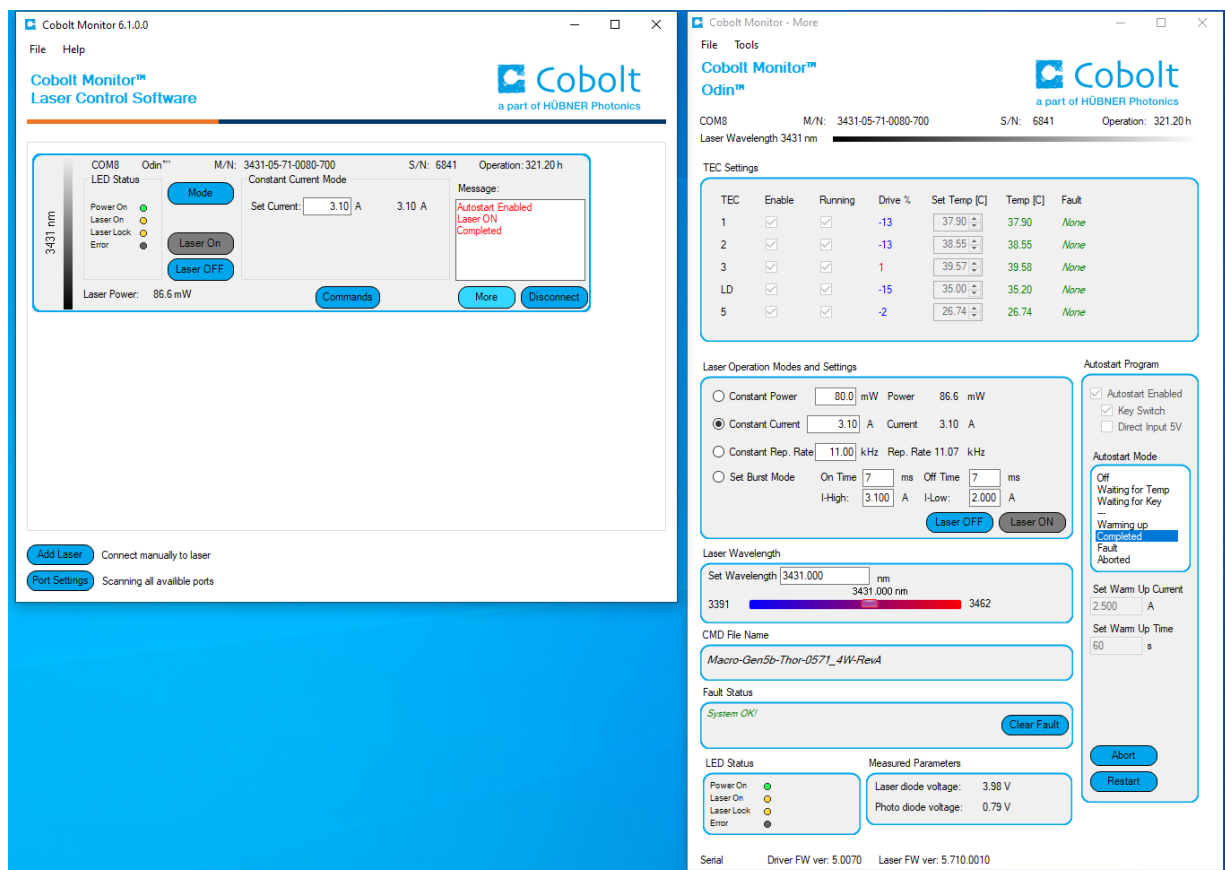 Cobolt Monitor 6.1.0.0
File Help
Cobolt Monitor™
Laser Control Software
Cobolt
a part of HÜBNER Photonics
COM8 Odin™ M/N: 3431-05-71-0080-700 S/N: 6841 Operation: 321.20 h
LED Status
Power On
Laser On
Laser Lock
Error
3431 nm
Mode
Laser On
Laser OFF
Constant Current Mode
Set Current: 3.10 A 3.10 A
Message:
Autostart Enabled
Laser ON
Completed
Laser Power: 86.6 mW
Commands
More
Disconnect
Add Laser Connect manually to laser
Port Settings Scanning all availible ports
Cobolt Monitor - More
File Tools
Cobolt Monitor™
Odin™
Cobolt
a part of HÜBNER Photonics
COM8 M/N: 3431-05-71-0080-700 S/N: 6841 Operation: 321.20 h
Laser Wavelength 3431 nm
TEC Settings
TEC Enable Running Drive % Set Temp [C] Temp [C] Fault
1 -13 37.90 37.90 None
2 -13 38.55 38.55 None
3 1 39.57 39.58 None
LD -15 35.00 35.20 None
5 -2 26.74 26.74 None
Laser Operation Modes and Settings
Constant Power 80.0 mW Power 86.6 mW
Constant Current 3.10 A Current 3.10 A
Constant Rep. Rate 11.00 kHz Rep. Rate 11.07 kHz
Set Burst Mode On Time 7 ms Off Time 7 ms
I-High: 3.100 A I-Low: 2.000 A
Laser OFF Laser ON
Laser Wavelength
Set Wavelength 3431.000 nm
3431.000 nm
3391 3462
CMD File Name
Macro-Gen5b-Thor-0571_4W-RevA
Fault Status
System OK!
Clear Fault
LED Status
Power On
Laser On
Laser Lock
Error
Measured Parameters
Laser diode voltage: 3.98 V
Photo diode voltage: 0.79 V
Autostart Program
Autostart Enabled
Key Switch
Direct Input 5V
Autostart Mode
Off
Waiting for Temp
Waiting for Key
---
Warming up
Completed
Fault
Aborted
Set Warm Up Current
2.500 A
Set Warm Up Time
60 s
Abort
Restart
Serial Driver FW ver: 5.0070 Laser FW ver: 5.710.0010